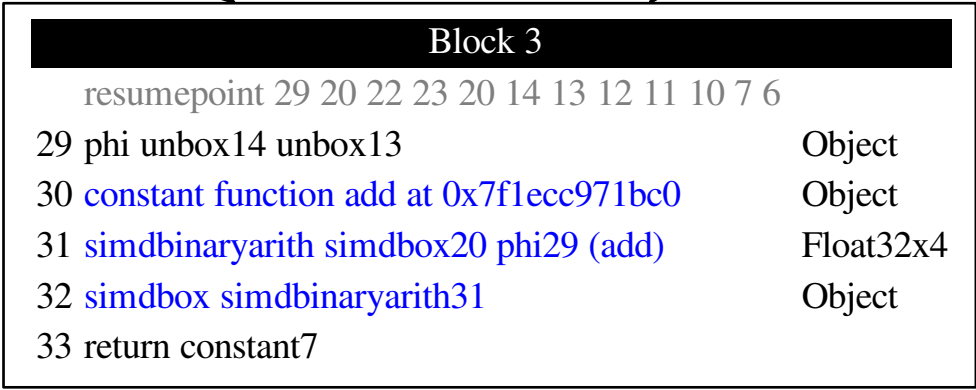 Block 3
resumepoint 29 20 22 23 20 14 13 12 11 10 7 6
29 phi unbox14 unbox13 Object
30 constant function add at 0x7f1ecc971bc0 Object
31 simdbinaryarith simdbox20 phi29 (add) Float32x4
32 simdbox simdbinaryarith31 Object
33 return constant7